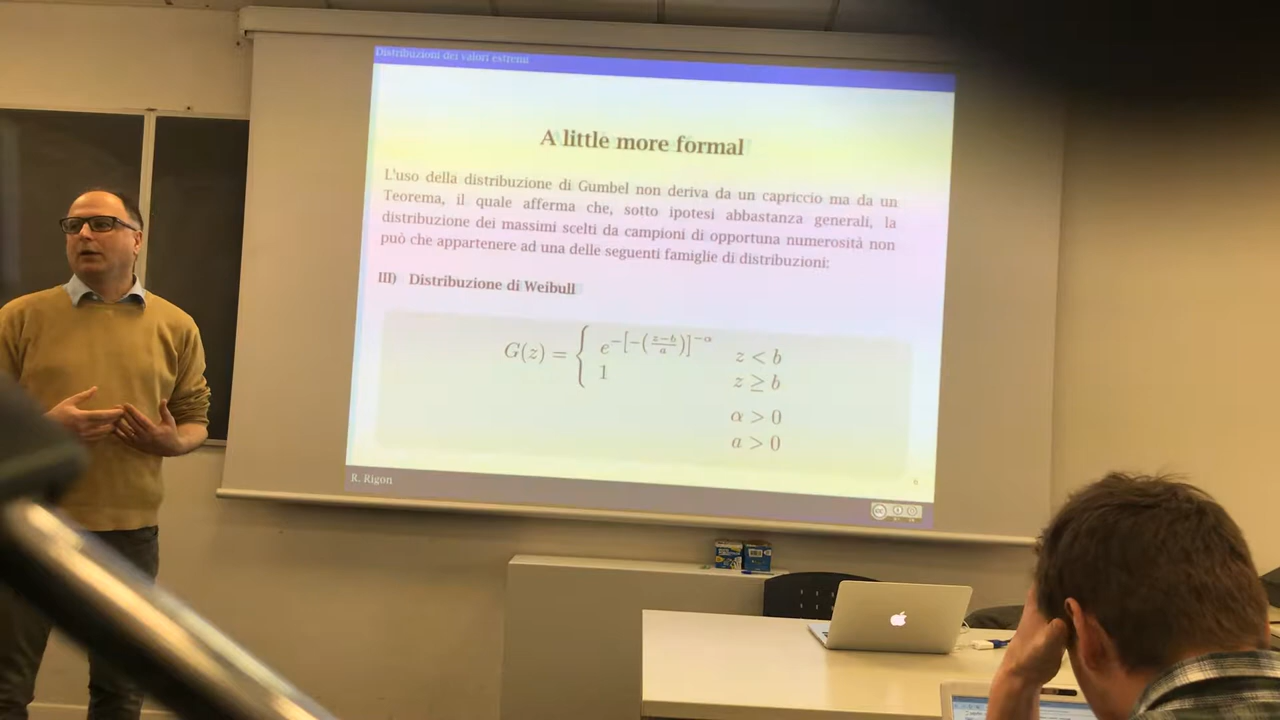 Distribuzioni dei valori estremi
A little more formal
L'uso della distribuzione di Gumbel non deriva da un capriccio ma da un
Teorema, il quale afferma che, sotto ipotesi abbastanza generali, la
distribuzione dei massimi scelti da campioni di opportuna numerosità non
può che appartenere ad una delle seguenti famiglie di distribuzioni:
III) Distribuzione di Weibull
G(z) = { e^{-[-((z-b)/a)]^{-α}} z < b
1 z ≥ b
α > 0
a > 0
R. Rigon
6
cc